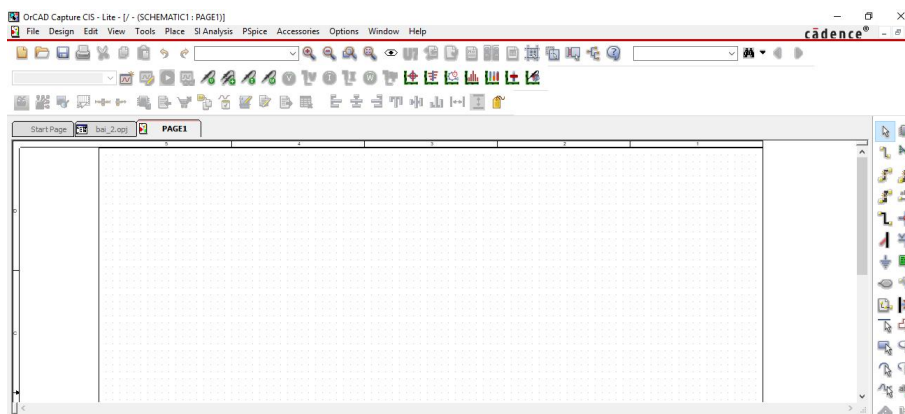 OrCAD Capture CIS - Lite - [/ - (SCHEMATIC1 : PAGE1)]
File Design Edit View Tools Place SI Analysis PSpice Accessories Options Window Help
cādence®
Start Page bai_2.opj PAGE1
5 4 3 2 1
D
C